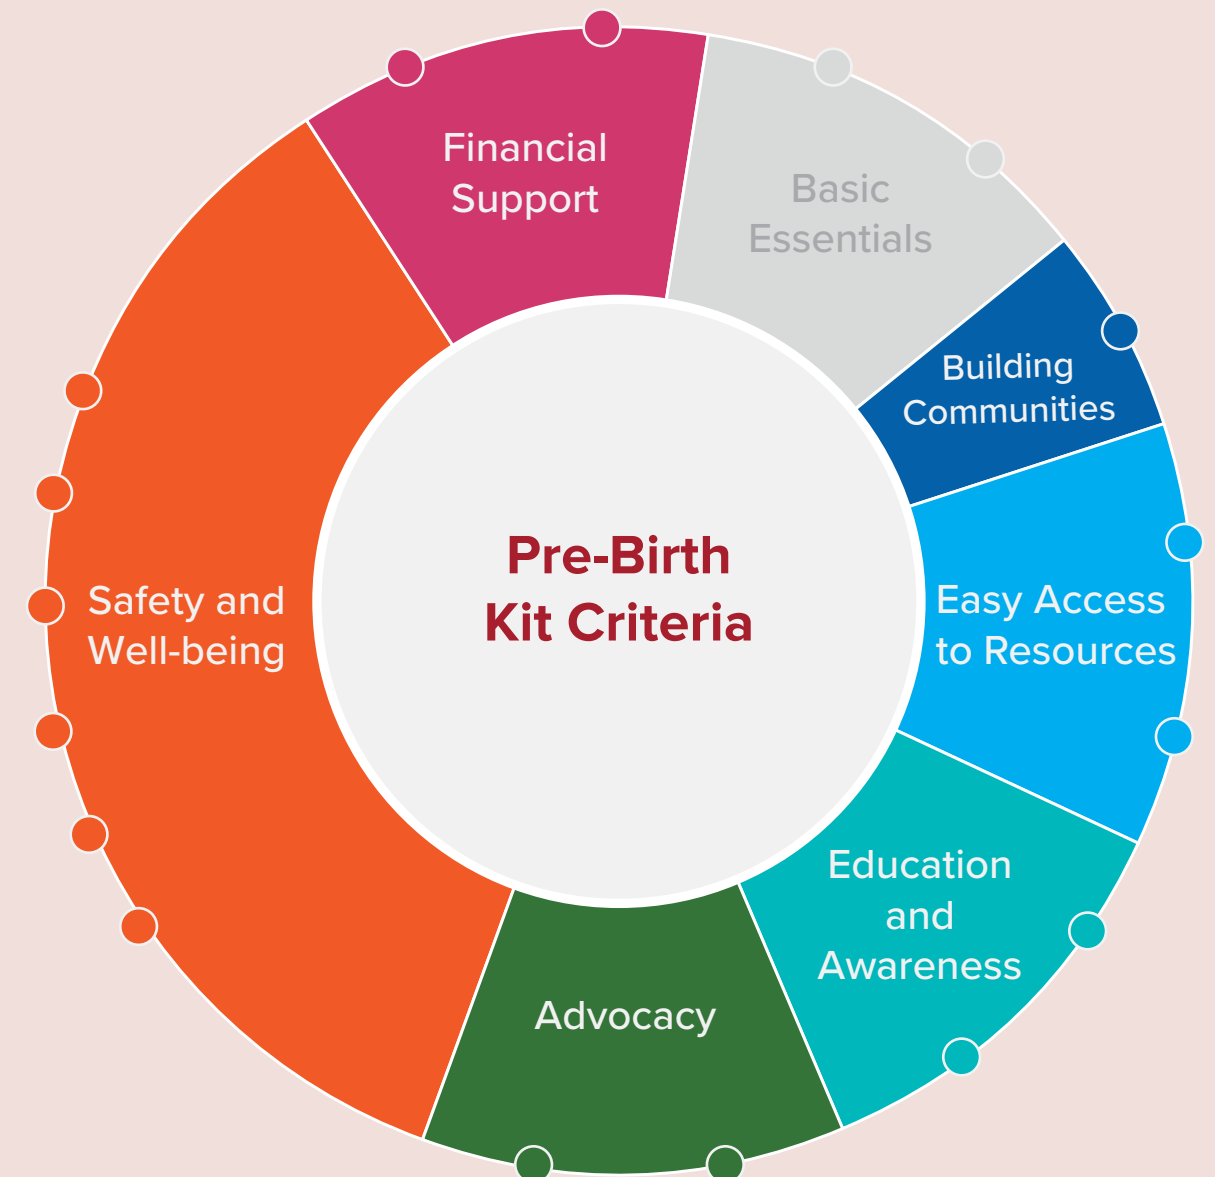 Financial
Support
Basic
Essentials
Building
Communities
Easy Access
to Resources
Education
and
Awareness
Advocacy
Safety and
Well-being
Pre-Birth
Kit Criteria